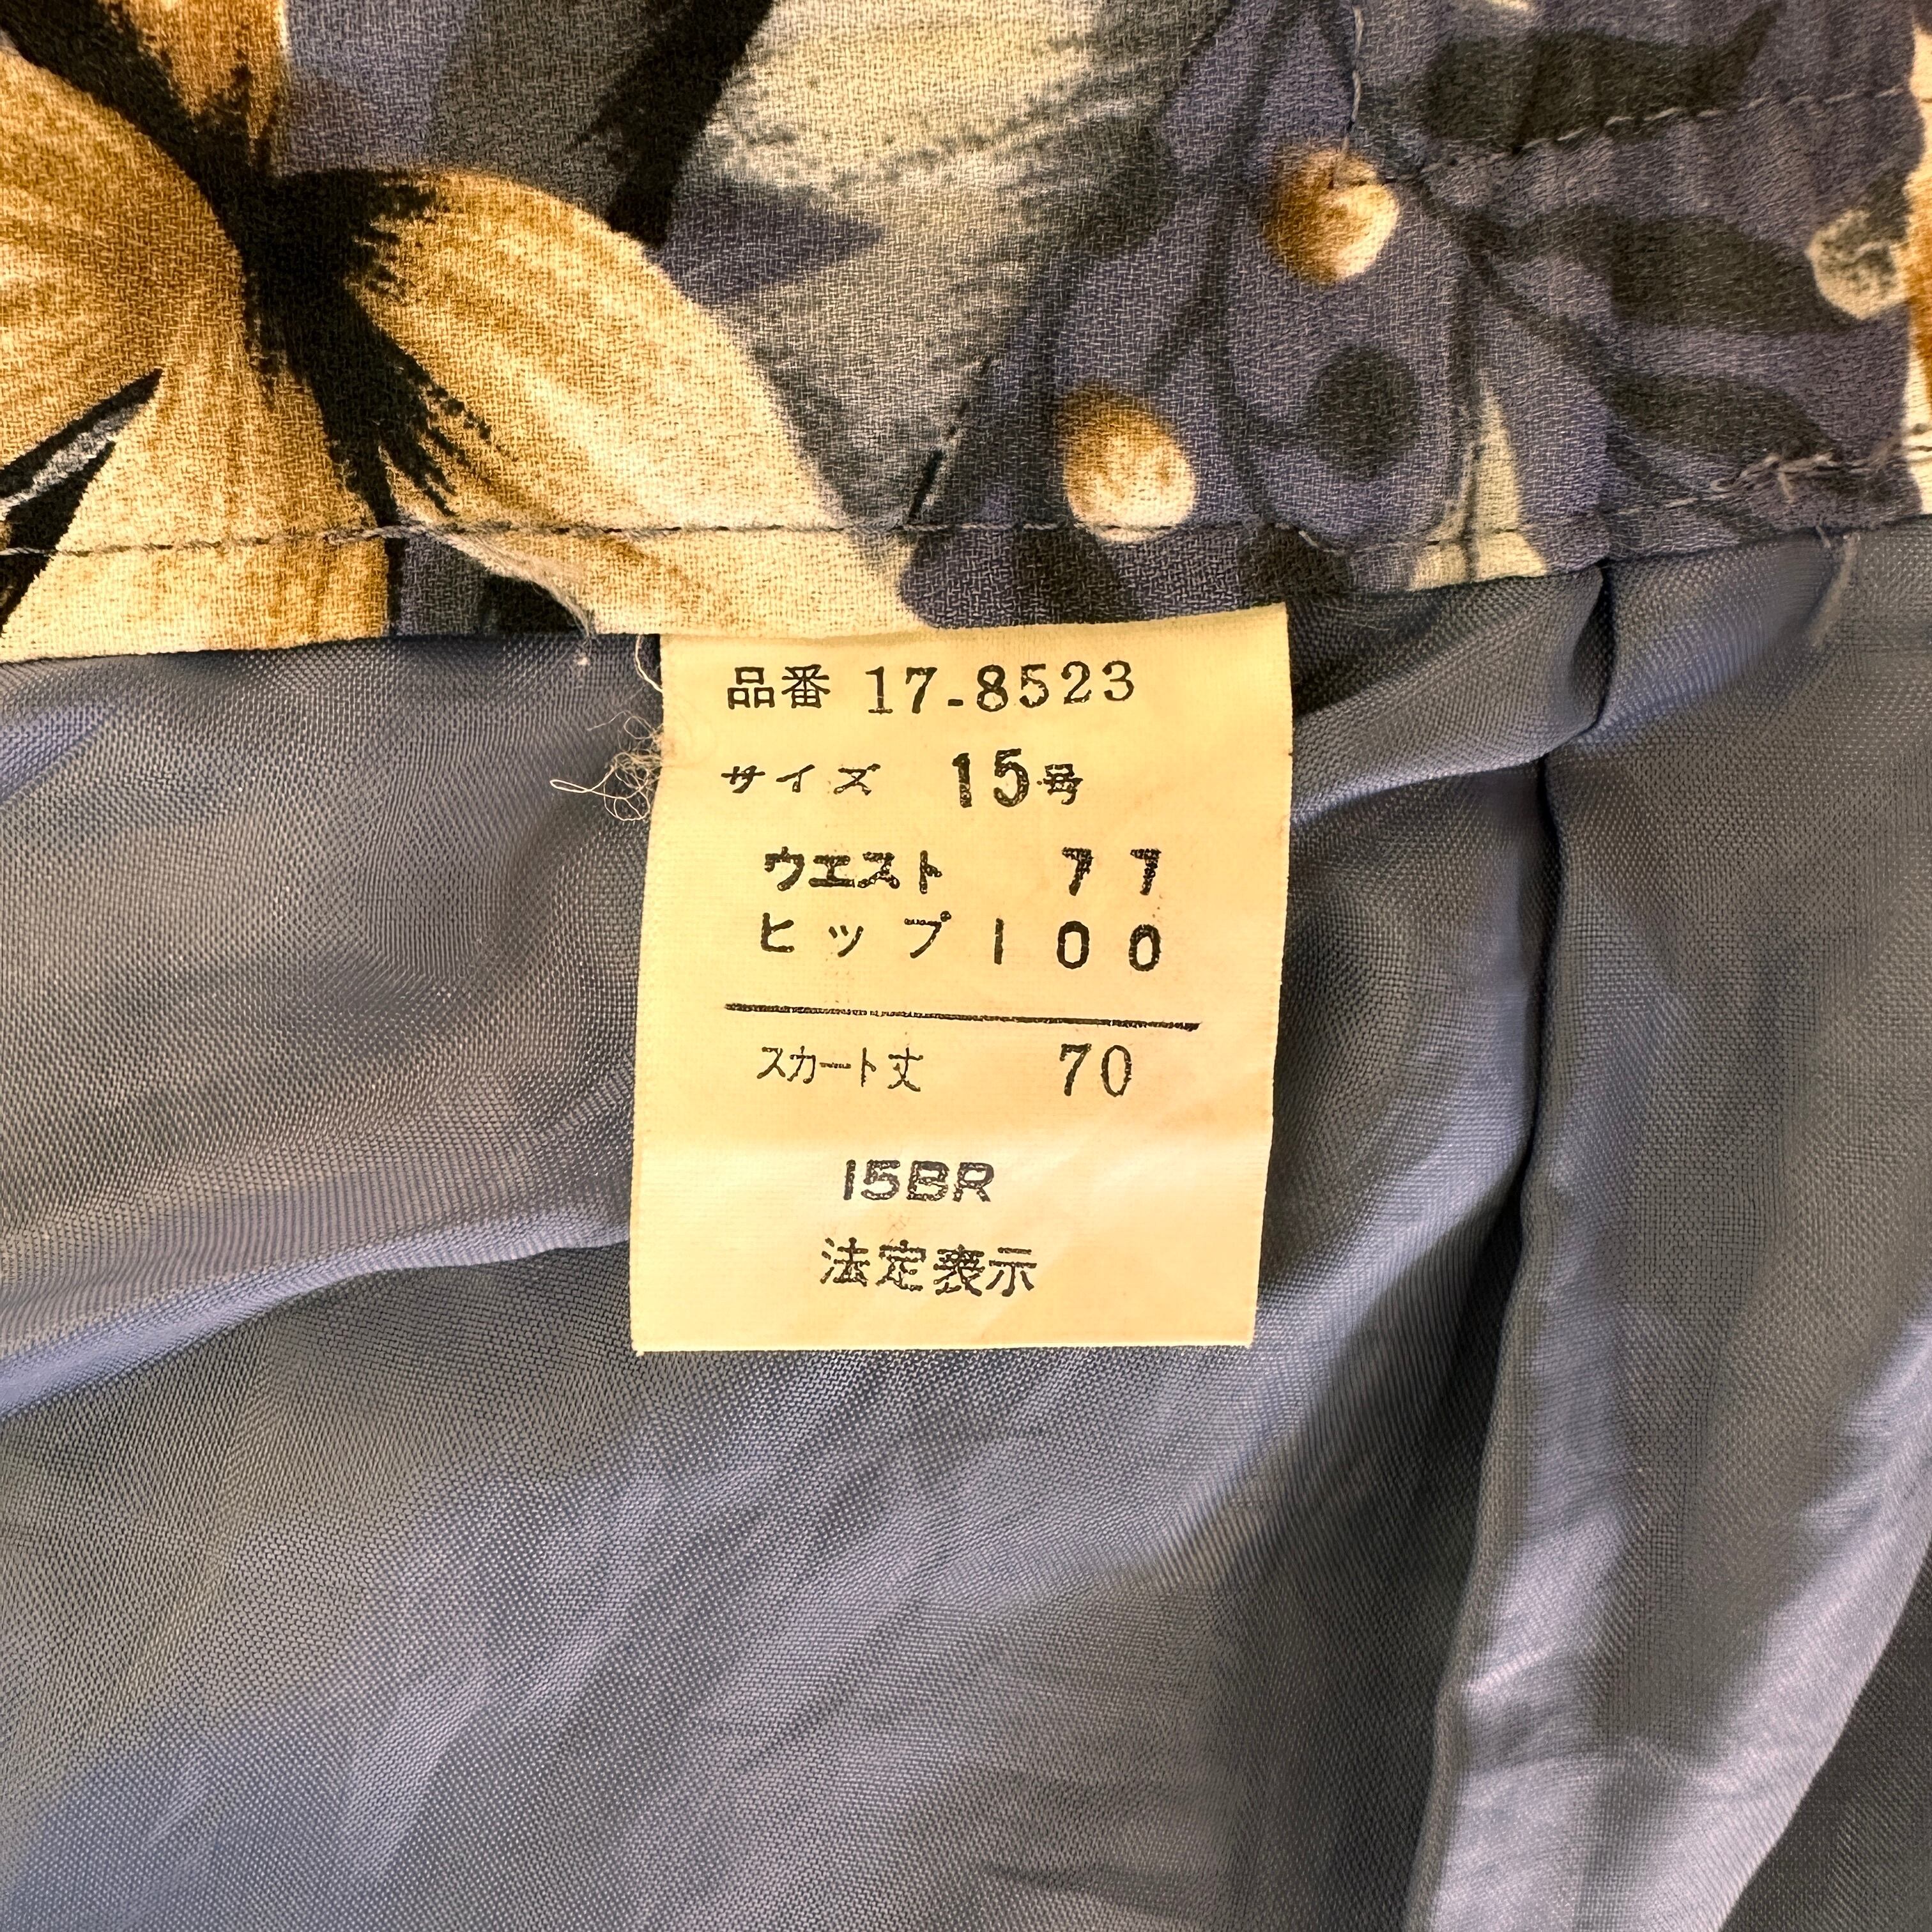 品番 17-8523
サイズ 15号
ウエスト 77
ヒップ 100
スカート丈 70
15BR
法定表示